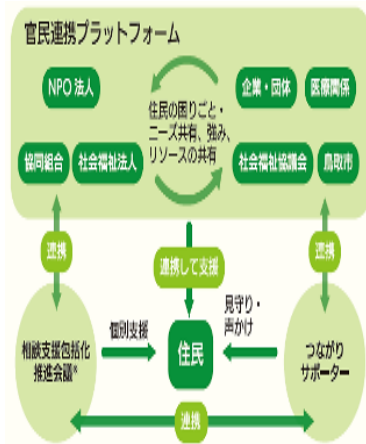 官民連携プラットフォーム
NPO法人
企業・団体
医療関係
住民の困りごと・
ニーズ共有、強み、
リソースの共有
協同組合
社会福祉法人
社会福祉協議会
鳥取市
連携
連携して支援
連携
個別支援
見守り・
声かけ
相談支援包括化
推進会議※
住民
つながり
サポーター
連携